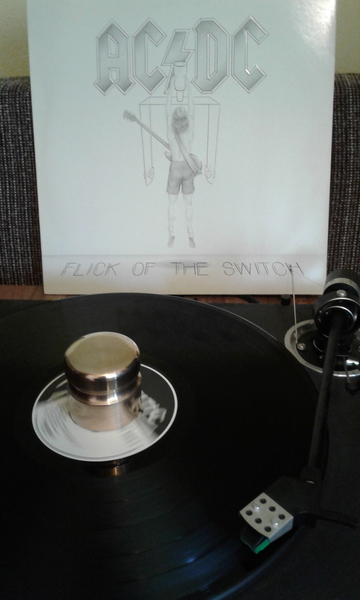 AC DC
FLICK OF THE SWITCH